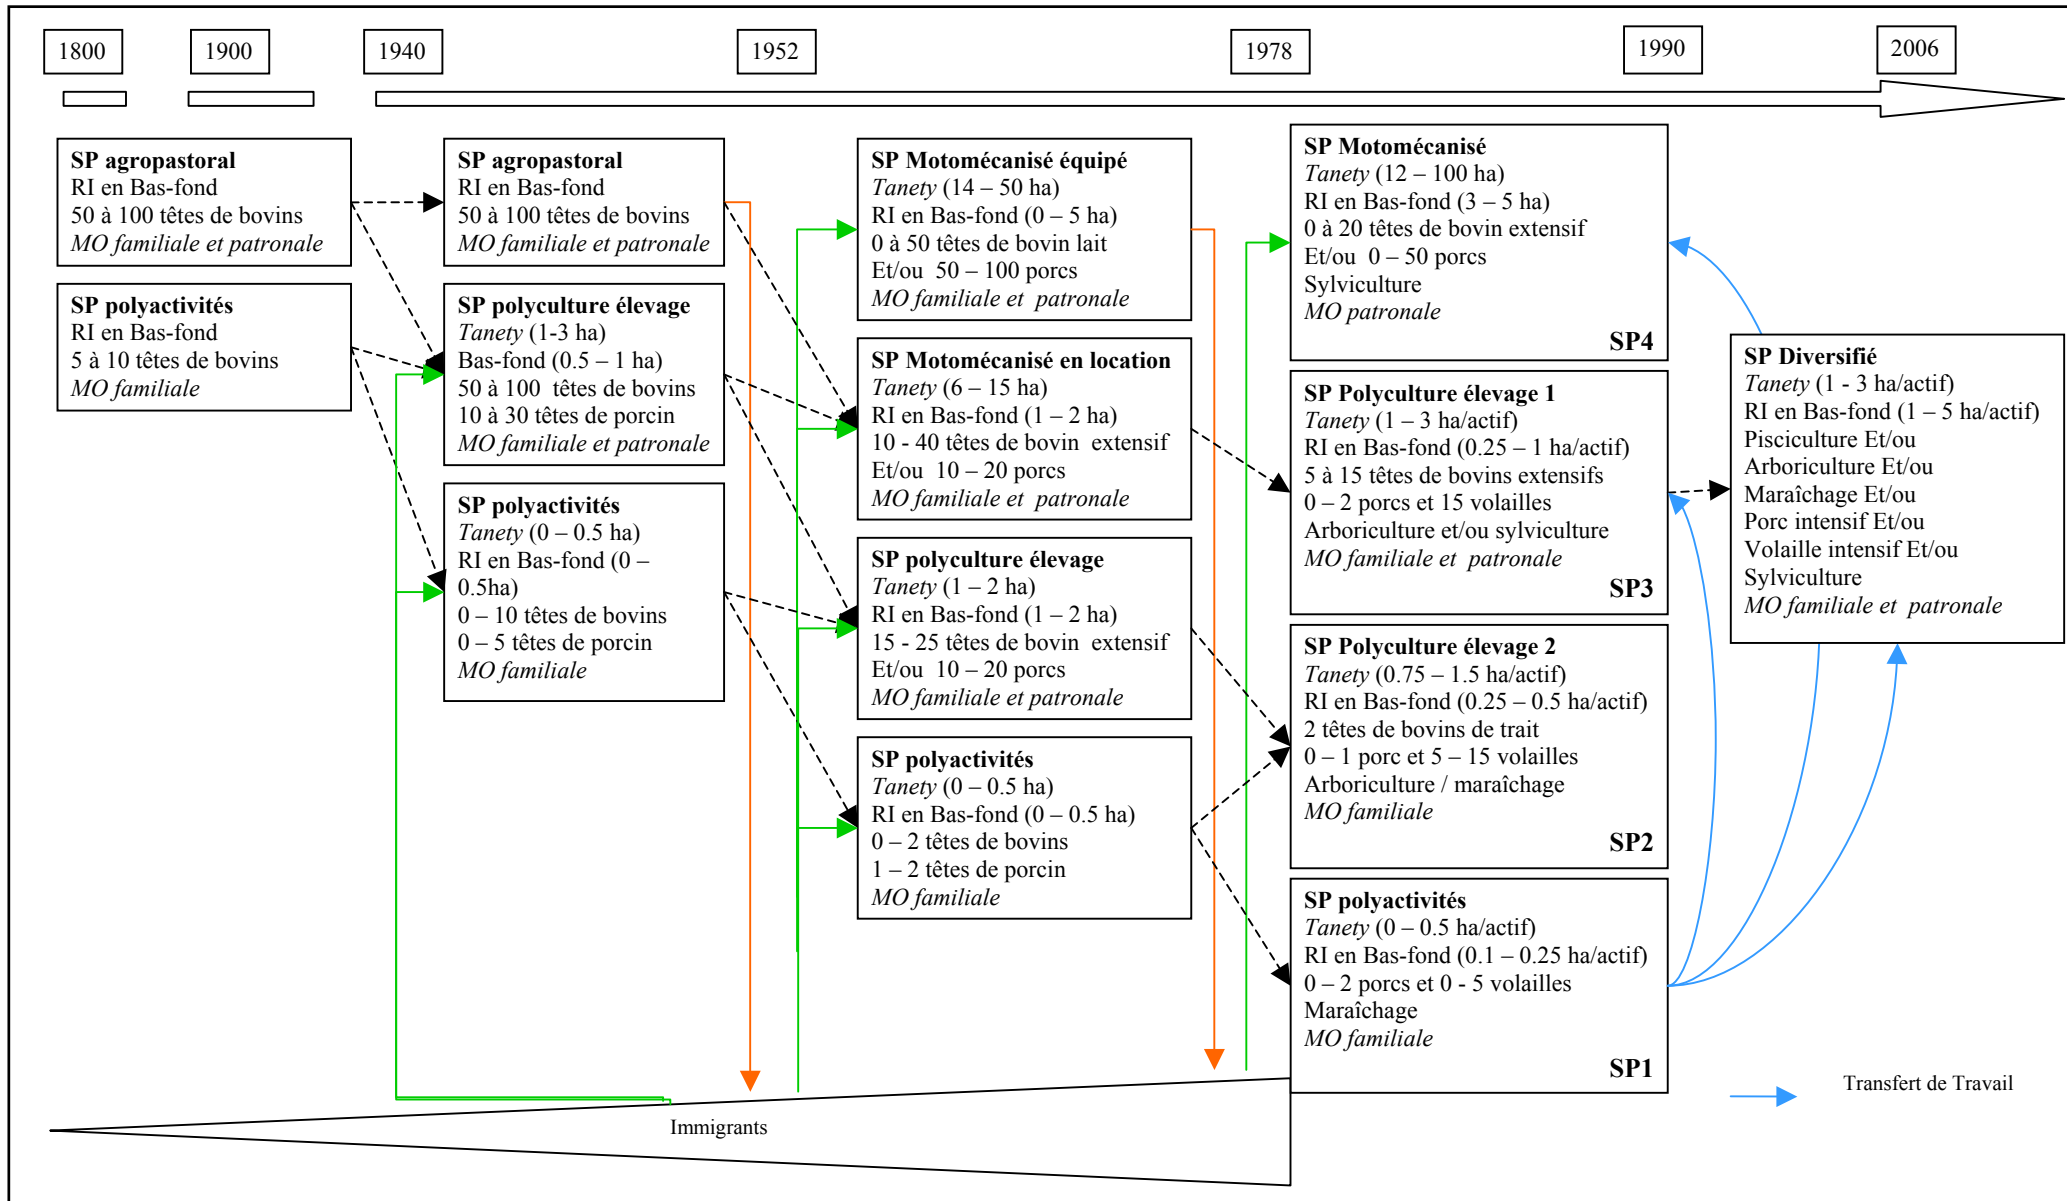 1800
1900
1940
1952
1978
1990
2006
SP agropastoral
RI en Bas-fond
50 à 100 têtes de bovins
MO familiale et patronale
SP polyactivités
RI en Bas-fond
5 à 10 têtes de bovins
MO familiale
SP agropastoral
RI en Bas-fond
50 à 100 têtes de bovins
MO familiale et patronale
SP polyculture élevage
Tanety (1-3 ha)
Bas-fond (0.5 – 1 ha)
50 à 100 têtes de bovins
10 à 30 têtes de porcin
MO familiale et patronale
SP polyactivités
Tanety (0 – 0.5 ha)
RI en Bas-fond (0 –
0.5ha)
0 – 10 têtes de bovins
0 – 5 têtes de porcin
MO familiale
SP Motomécanisé équipé
Tanety (14 – 50 ha)
RI en Bas-fond (0 – 5 ha)
0 à 50 têtes de bovin lait
Et/ou 50 – 100 porcs
MO familiale et patronale
SP Motomécanisé en location
Tanety (6 – 15 ha)
RI en Bas-fond (1 – 2 ha)
10 - 40 têtes de bovin extensif
Et/ou 10 – 20 porcs
MO familiale et patronale
SP polyculture élevage
Tanety (1 – 2 ha)
RI en Bas-fond (1 – 2 ha)
15 - 25 têtes de bovin extensif
Et/ou 10 – 20 porcs
MO familiale et patronale
SP polyactivités
Tanety (0 – 0.5 ha)
RI en Bas-fond (0 – 0.5 ha)
0 – 2 têtes de bovins
1 – 2 têtes de porcin
MO familiale
SP Motomécanisé
Tanety (12 – 100 ha)
RI en Bas-fond (3 – 5 ha)
0 à 20 têtes de bovin extensif
Et/ou 0 – 50 porcs
Sylviculture
MO patronale
SP4
SP Polyculture élevage 1
Tanety (1 – 3 ha/actif)
RI en Bas-fond (0.25 – 1 ha/actif)
5 à 15 têtes de bovins extensifs
0 – 2 porcs et 15 volailles
Arboriculture et/ou sylviculture
MO familiale et patronale
SP3
SP Polyculture élevage 2
Tanety (0.75 – 1.5 ha/actif)
RI en Bas-fond (0.25 – 0.5 ha/actif)
2 têtes de bovins de trait
0 – 1 porc et 5 – 15 volailles
Arboriculture / maraîchage
MO familiale
SP2
SP polyactivités
Tanety (0 – 0.5 ha/actif)
RI en Bas-fond (0.1 – 0.25 ha/actif)
0 – 2 porcs et 0 - 5 volailles
Maraîchage
MO familiale
SP1
SP Diversifié
Tanety (1 - 3 ha/actif)
RI en Bas-fond (1 – 5 ha/actif)
Pisciculture Et/ou
Arboriculture Et/ou
Maraîchage Et/ou
Porc intensif Et/ou
Volaille intensif Et/ou
Sylviculture
MO familiale et patronale
Transfert de Travail
Immigrants